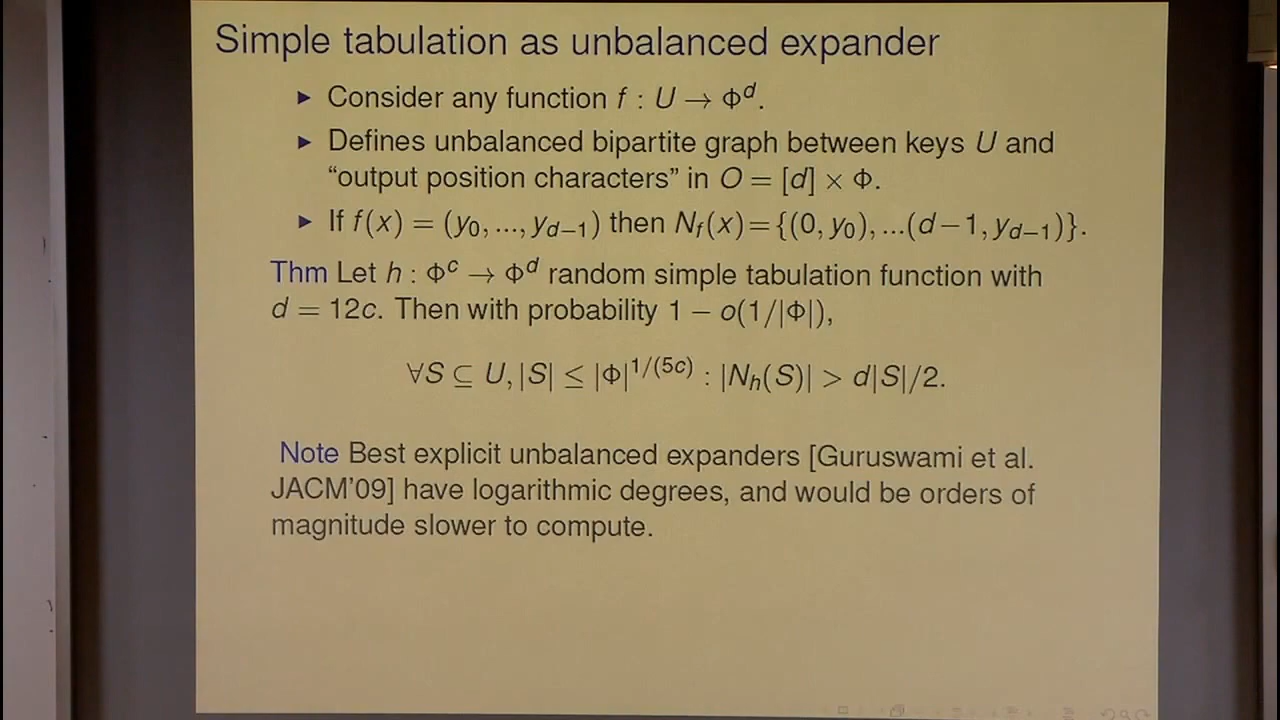 Simple tabulation as unbalanced expander
▶ Consider any function f : U → Φ^d.
▶ Defines unbalanced bipartite graph between keys U and
“output position characters” in O = [d] × Φ.
▶ If f(x) = (y_0, ..., y_{d−1}) then N_f(x) = {(0, y_0), ...(d−1, y_{d−1})}.
Thm Let h : Φ^c → Φ^d random simple tabulation function with
d = 12c. Then with probability 1 − o(1/|Φ|),
∀S ⊆ U, |S| ≤ |Φ|^{1/(5c)} : |N_h(S)| > d|S|/2.
Note Best explicit unbalanced expanders [Guruswami et al.
JACM’09] have logarithmic degrees, and would be orders of
magnitude slower to compute.